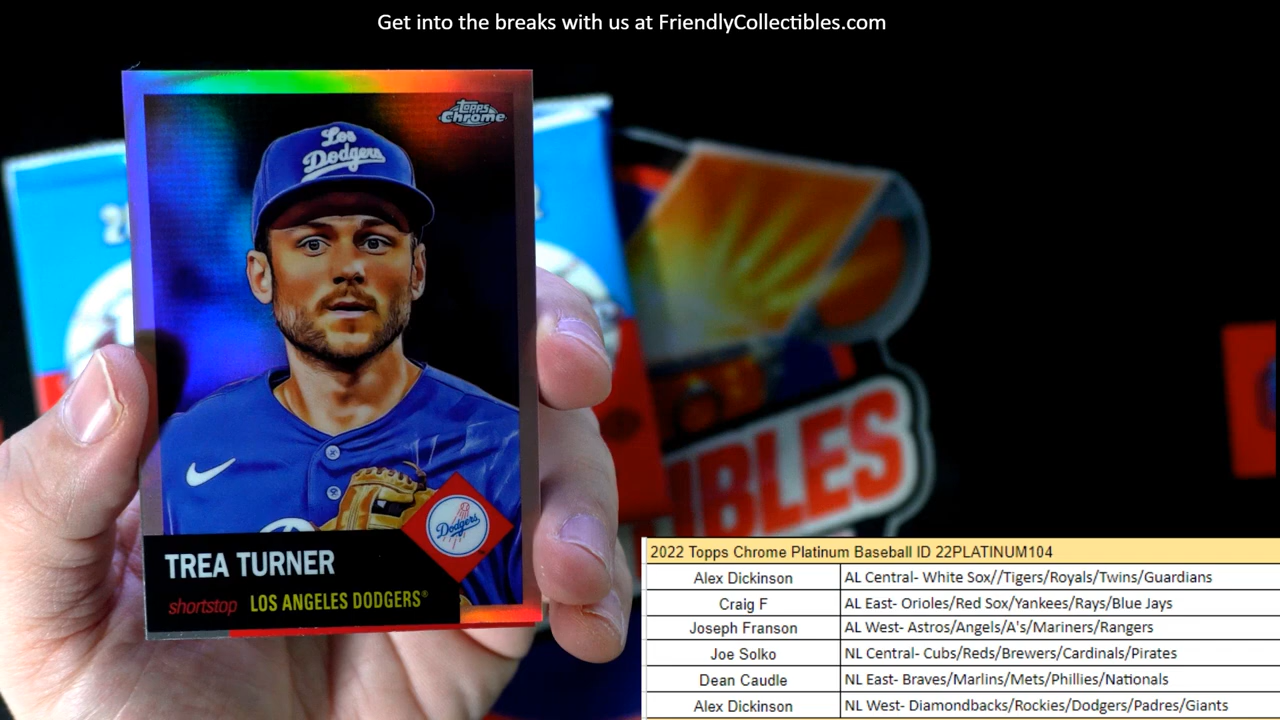 Get into the breaks with us at FriendlyCollectibles.com
Topps
Chrome
Los
Dodgers
Dodgers
TREA TURNER
shortstop LOS ANGELES DODGERS®
IBLES
2022 Topps Chrome Platinum Baseball ID 22PLATINUM104
Alex Dickinson AL Central- White Sox//Tigers/Royals/Twins/Guardians
Craig F AL East- Orioles/Red Sox/Yankees/Rays/Blue Jays
Joseph Franson AL West- Astros/Angels/A's/Mariners/Rangers
Joe Solko NL Central- Cubs/Reds/Brewers/Cardinals/Pirates
Dean Caudle NL East- Braves/Marlins/Mets/Phillies/Nationals
Alex Dickinson NL West- Diamondbacks/Rockies/Dodgers/Padres/Giants